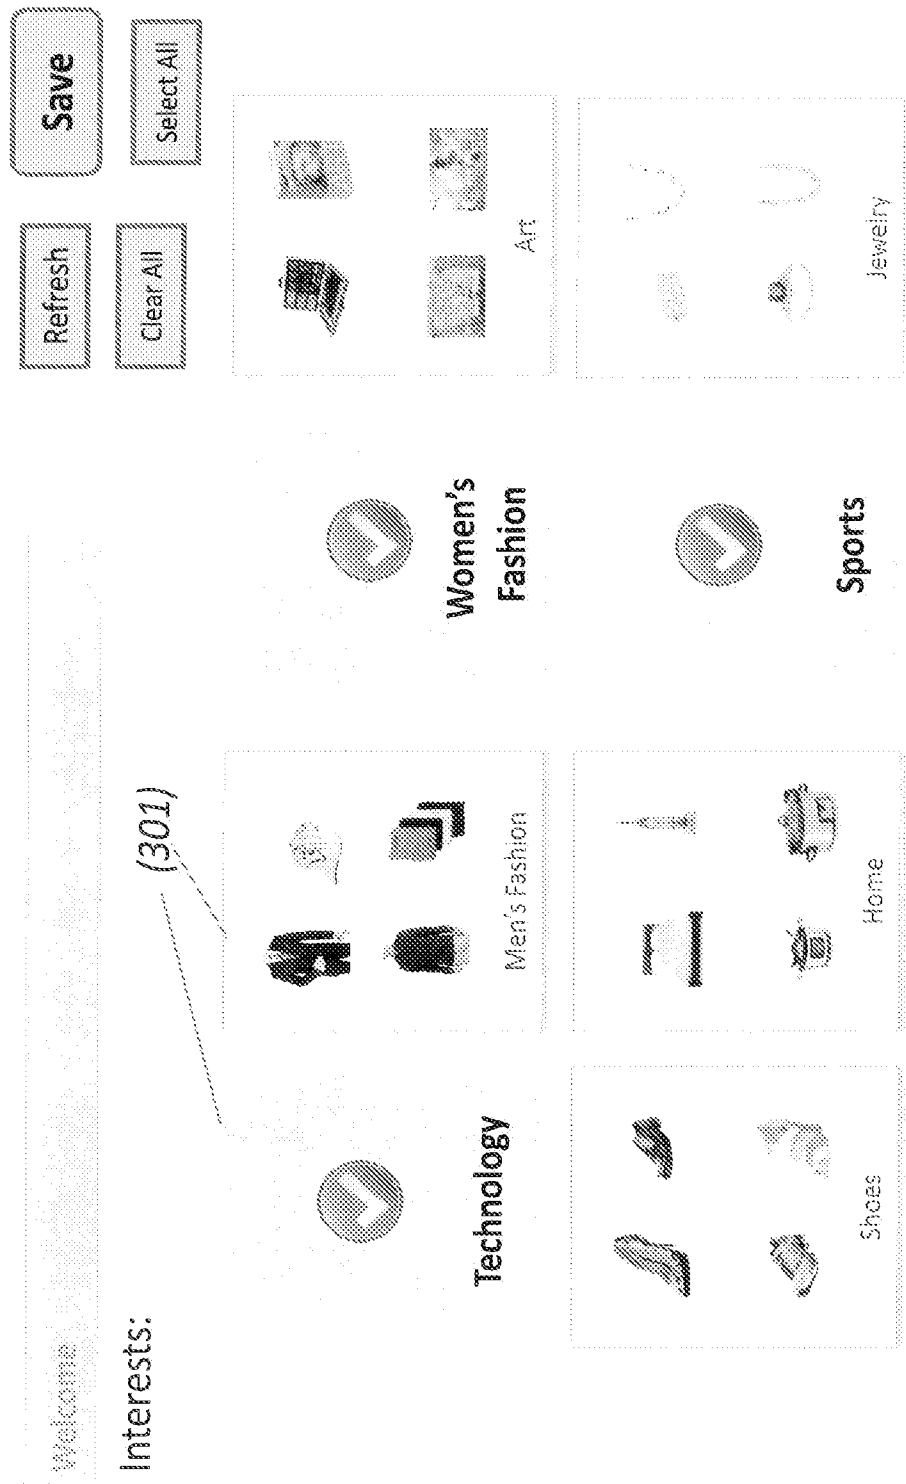 Welcome
Refresh
Save
Interests:
(301)
Clear All
Select All
Technology
Men's Fashion
Women's
Fashion
Art
Shoes
Home
Sports
Jewelry